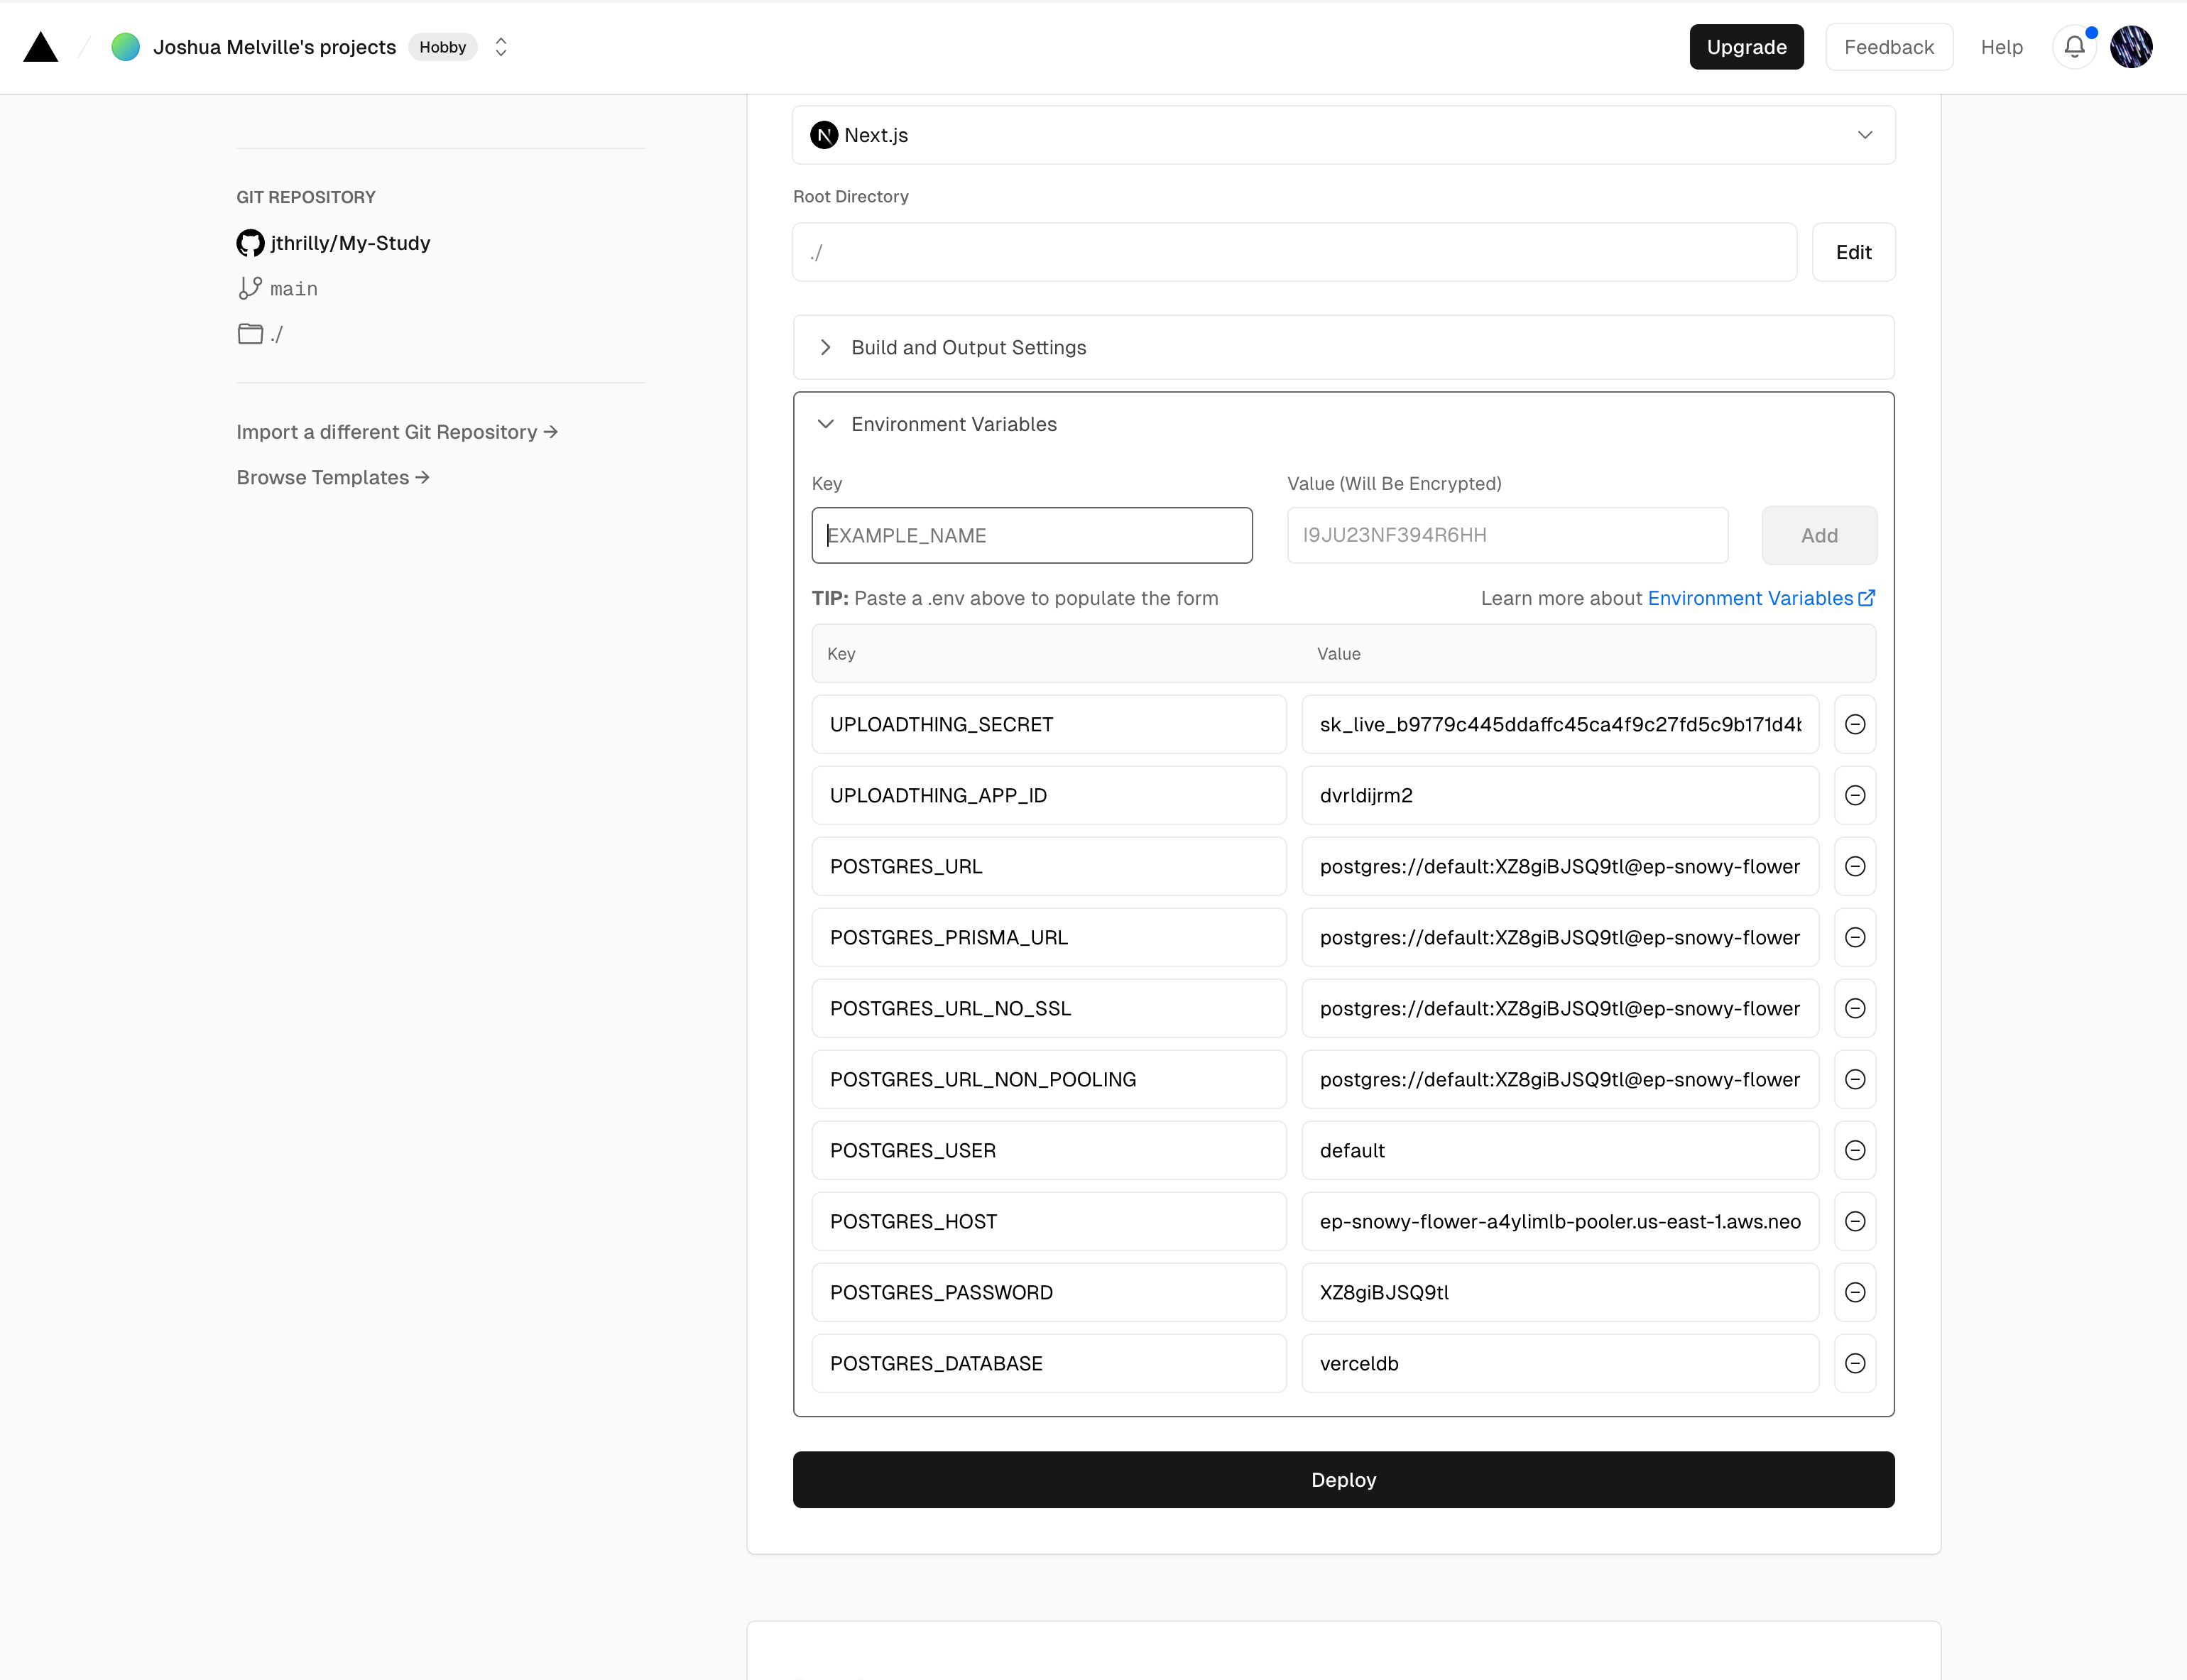 Joshua Melville's projects Hobby
Upgrade Feedback Help
Next.js
Root Directory
./
Edit
GIT REPOSITORY
jthrilly/My-Study
main
./
Import a different Git Repository →
Browse Templates →
Build and Output Settings
Environment Variables
Key Value (Will Be Encrypted)
EXAMPLE_NAME I9JU23NF394R6HH Add
TIP: Paste a .env above to populate the form Learn more about Environment Variables
Key Value
UPLOADTHING_SECRET sk_live_b9779c445ddaffc45ca4f9c27fd5c9b171d4b
UPLOADTHING_APP_ID dvrldijrm2
POSTGRES_URL postgres://default:XZ8giBJSQ9tl@ep-snowy-flower
POSTGRES_PRISMA_URL postgres://default:XZ8giBJSQ9tl@ep-snowy-flower
POSTGRES_URL_NO_SSL postgres://default:XZ8giBJSQ9tl@ep-snowy-flower
POSTGRES_URL_NON_POOLING postgres://default:XZ8giBJSQ9tl@ep-snowy-flower
POSTGRES_USER default
POSTGRES_HOST ep-snowy-flower-a4ylimlb-pooler.us-east-1.aws.neo
POSTGRES_PASSWORD XZ8giBJSQ9tl
POSTGRES_DATABASE verceldb
Deploy